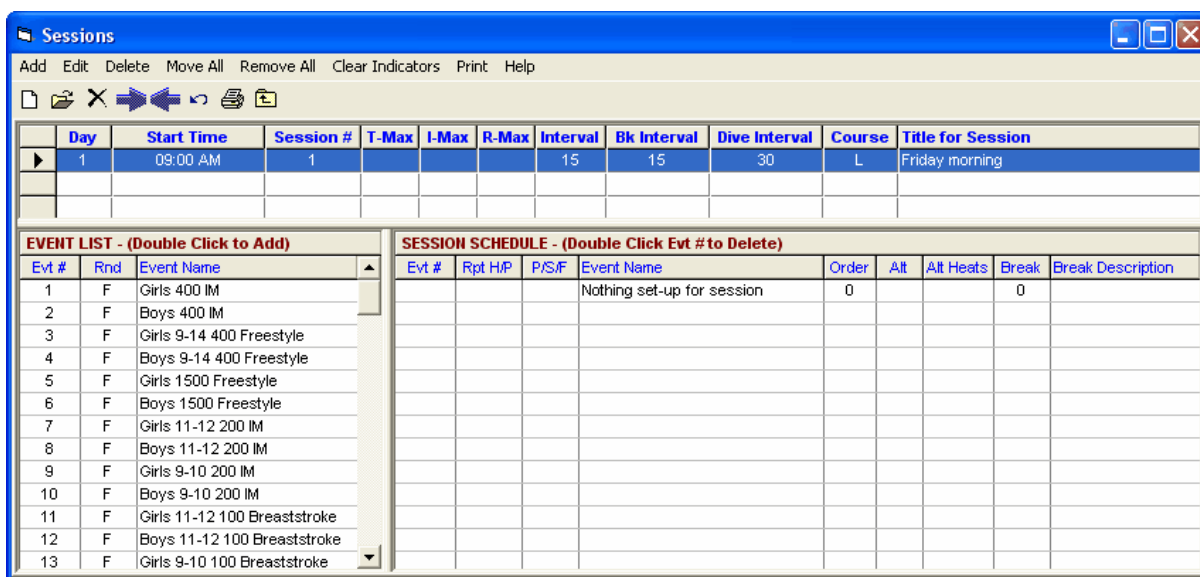 Sessions
Add Edit Delete Move All Remove All Clear Indicators Print Help
Day Start Time Session # T-Max I-Max R-Max Interval Bk Interval Dive Interval Course Title for Session
1 09:00 AM 1 15 15 30 L Friday morning
EVENT LIST - (Double Click to Add) SESSION SCHEDULE - (Double Click Evt # to Delete)
Evt # Rnd Event Name Evt # Rpt H/P P/S/F Event Name Order Alt Alt Heats Break Break Description
1 F Girls 400 IM Nothing set-up for session 0 0
2 F Boys 400 IM
3 F Girls 9-14 400 Freestyle
4 F Boys 9-14 400 Freestyle
5 F Girls 1500 Freestyle
6 F Boys 1500 Freestyle
7 F Girls 11-12 200 IM
8 F Boys 11-12 200 IM
9 F Girls 9-10 200 IM
10 F Boys 9-10 200 IM
11 F Girls 11-12 100 Breaststroke
12 F Boys 11-12 100 Breaststroke
13 F Girls 9-10 100 Breaststroke